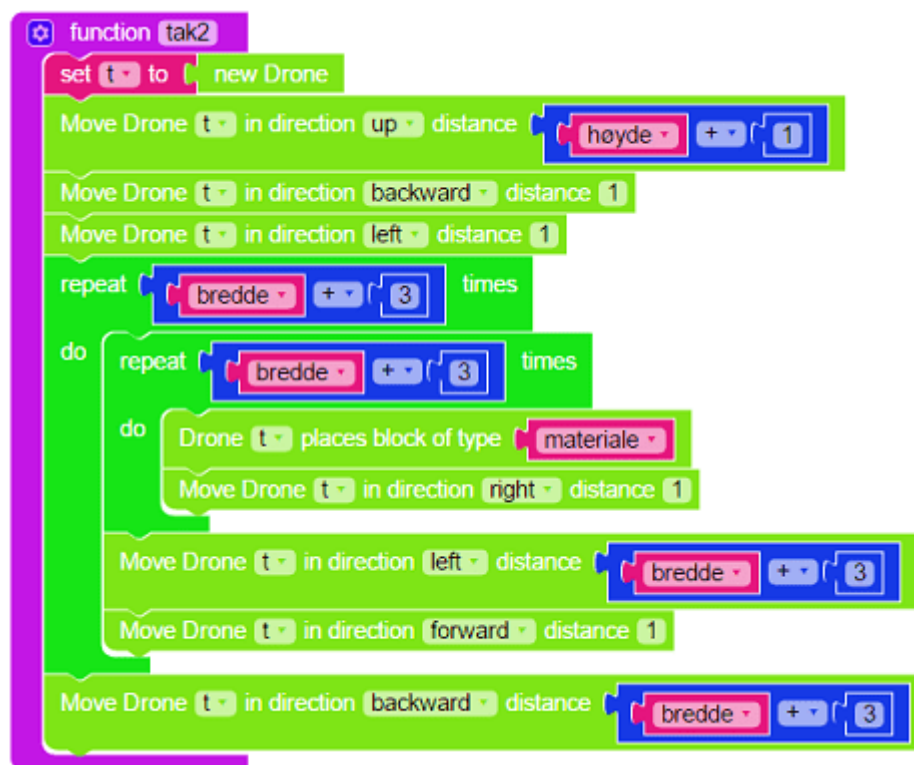 function tak2
set t to new Drone
Move Drone t in direction up distance høyde + 1
Move Drone t in direction backward distance 1
Move Drone t in direction left distance 1
repeat bredde + 3 times
do repeat bredde + 3 times
do Drone t places block of type materiale
Move Drone t in direction right distance 1
Move Drone t in direction left distance bredde + 3
Move Drone t in direction forward distance 1
Move Drone t in direction backward distance bredde + 3